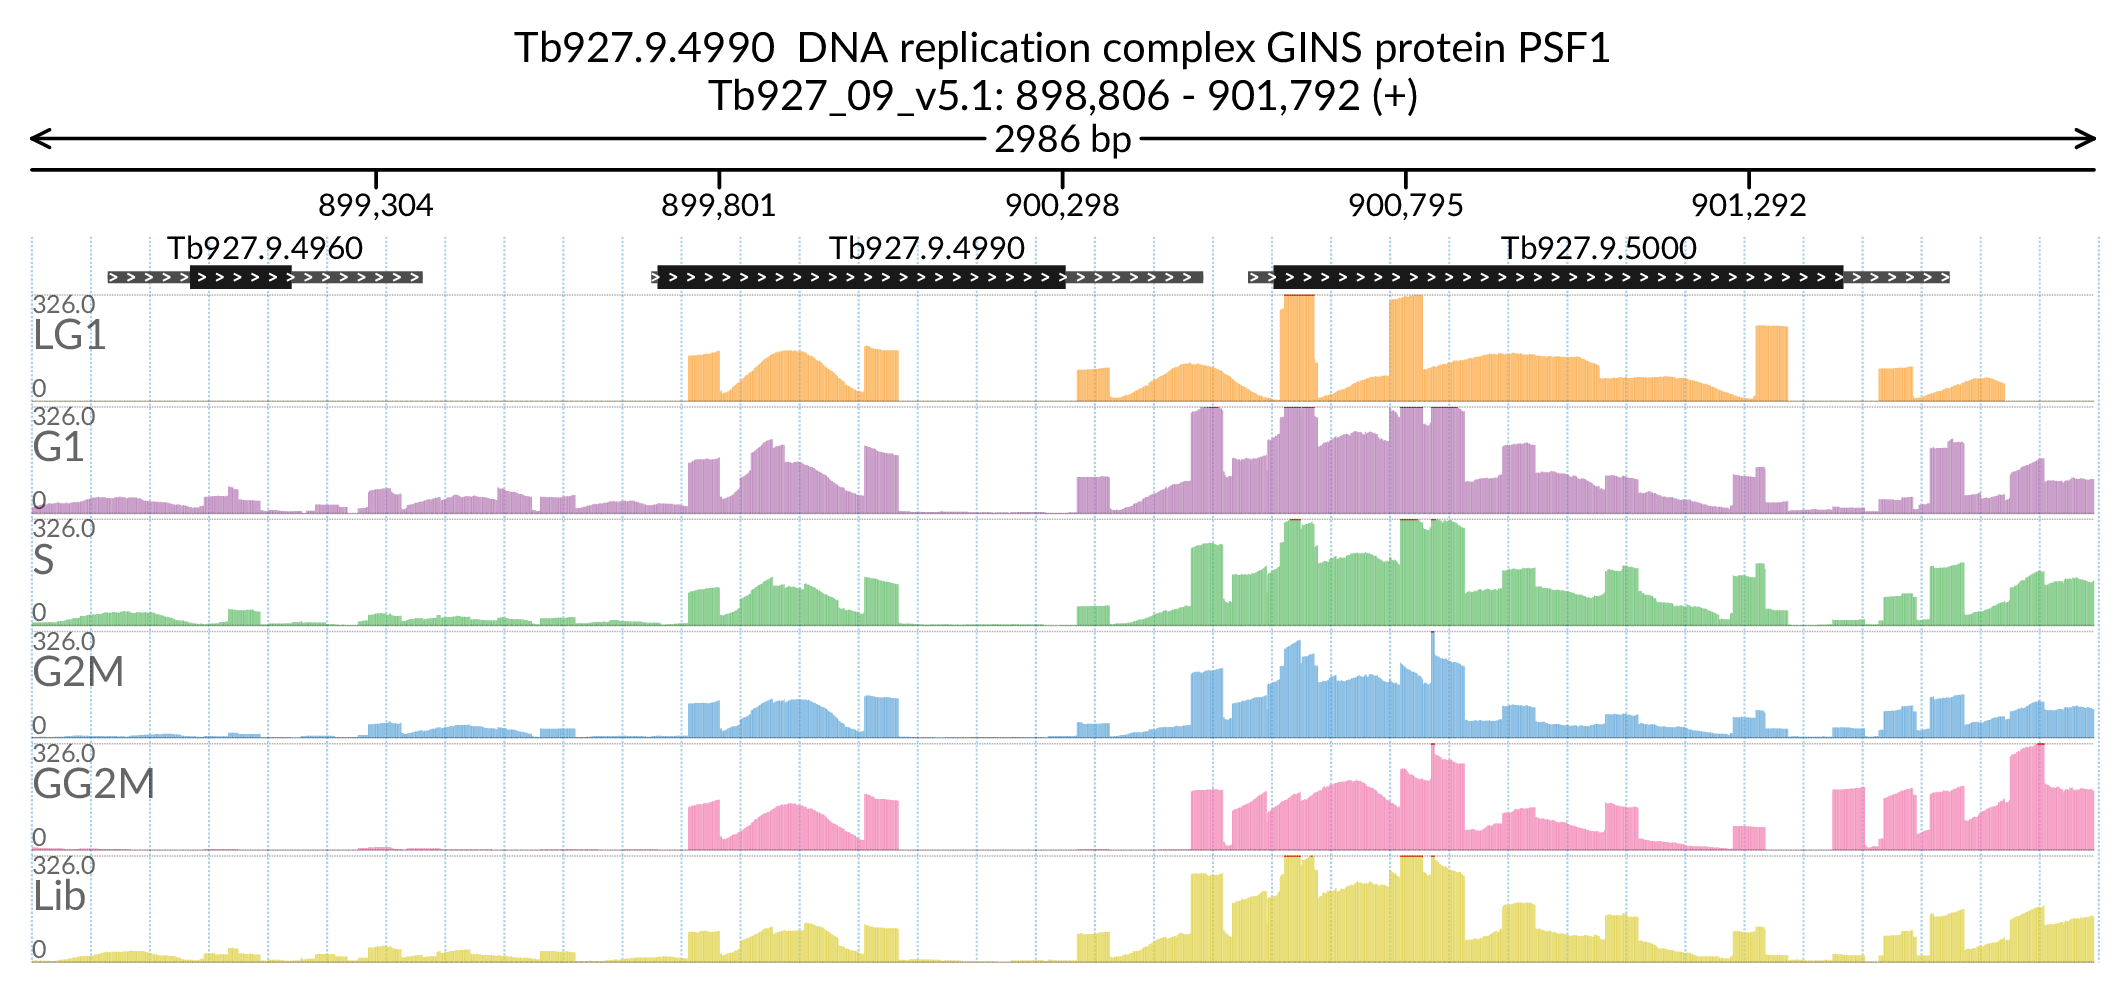 Tb927.9.4990  DNA replication complex GINS protein PSF1
Tb927_09_v5.1: 898,806 - 901,792 (+)
2986 bp
899,304 899,801 900,298 900,795 901,292
Tb927.9.4960 Tb927.9.4990 Tb927.9.5000
326.0
LG1
0
326.0
G1
0
326.0
S
0
326.0
G2M
0
326.0
GG2M
0
326.0
Lib
0